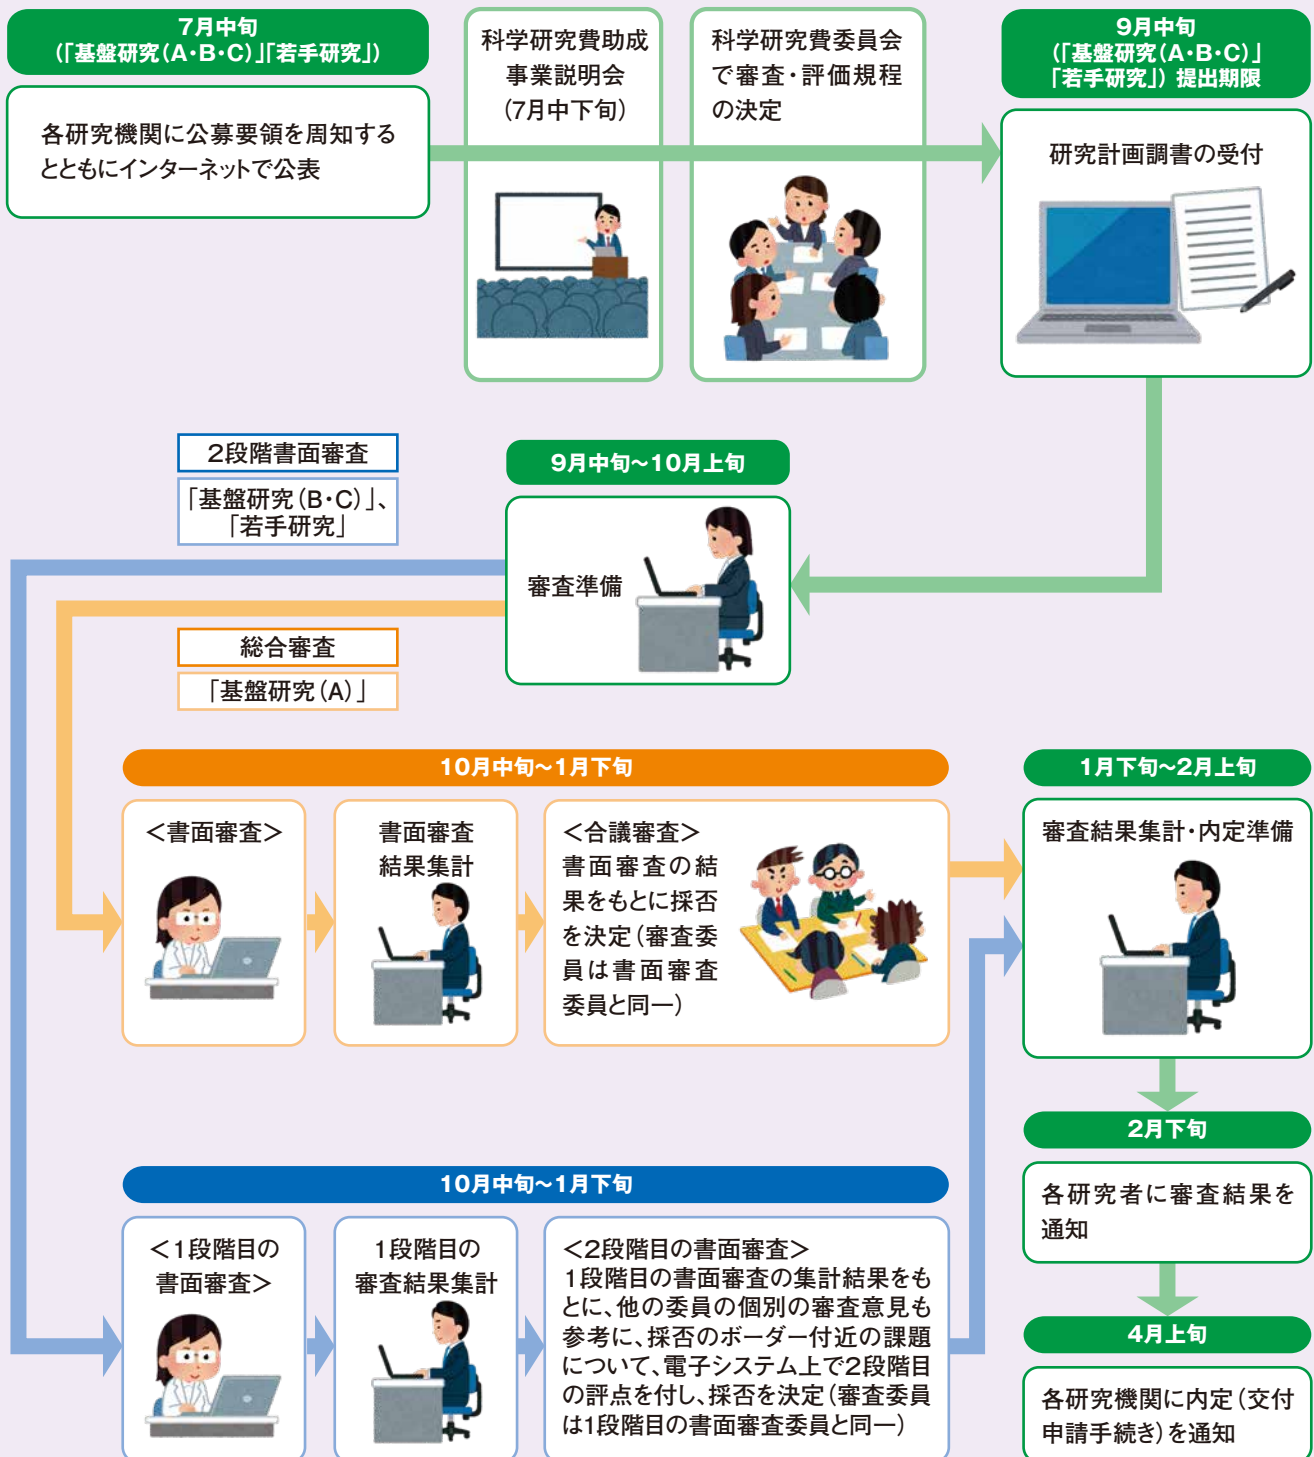 7月中旬
(「基盤研究(A・B・C)」「若手研究」)
各研究機関に公募要領を周知する
とともにインターネットで公表
科学研究費助成
事業説明会
(7月中下旬)
科学研究費委員会
で審査・評価規程
の決定
9月中旬
(「基盤研究(A・B・C)」
「若手研究」) 提出期限
研究計画調書の受付
2段階書面審査
「基盤研究(B・C)」、
「若手研究」
9月中旬～10月上旬
審査準備
総合審査
「基盤研究(A)」
10月中旬～1月下旬
＜書面審査＞
書面審査
結果集計
＜合議審査＞
書面審査の結
果をもとに採否
を決定(審査委
員は書面審査
委員と同一)
1月下旬～2月上旬
審査結果集計・内定準備
2月下旬
各研究者に審査結果を
通知
4月上旬
各研究機関に内定(交付
申請手続き)を通知
10月中旬～1月下旬
＜1段階目の
書面審査＞
1段階目の
審査結果集計
＜2段階目の書面審査＞
1段階目の書面審査の集計結果をも
とに、他の委員の個別の審査意見も
参考に、採否のボーダー付近の課題
について、電子システム上で2段階目
の評点を付し、採否を決定(審査委員
は1段階目の書面審査委員と同一)